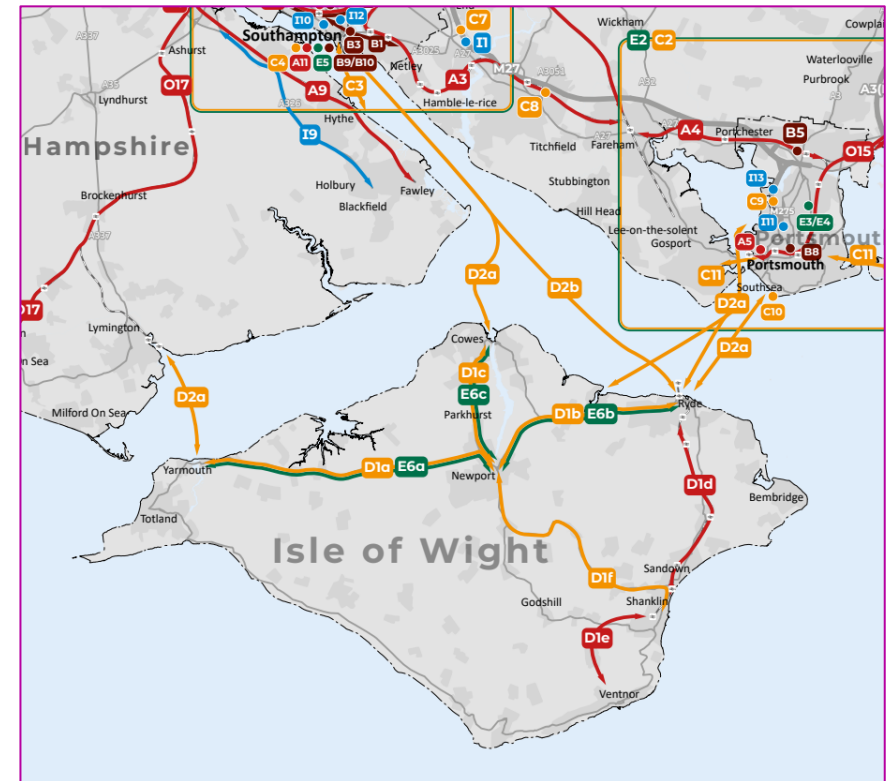 I10
I12
C7
Wickham
Cowplai
A337
Southampton
B3
B1
I1
E2
C2
Ashurst
A3025
A27
A32
Waterlooville
C4
A11
E5
B9/B10
Netley
M27
A3051
Purbrook
A35
O17
A9
C3
A3
C8
A3
A3(
Lyndhurst
A326
Hamble-le-rice
A27
A4
Portchester
B5
Hythe
Titchfield
Fareham
O15
Hampshire
I9
Holbury
Fawley
Stubbington
I13
Brockenhurst
Blackfield
C9
M275
Hill Head
E3/E4
A337
Lee-on-the-solent
I11
Gosport
A5
Portsmouth
B8
Portsmouth
C11
C11
D2a
D2b
Southsea
D2a
C10
O17
Lymington
Cowes
D2a
n Sea
D1c
D2a
E6c
Milford On Sea
Parkhurst
D1b
E6b
Ryde
Yarmouth
D1a
E6a
Newport
D1d
Bembridge
Totland
Isle of Wight
D1f
Sandown
Godshill
Shanklin
D1e
Ventnor